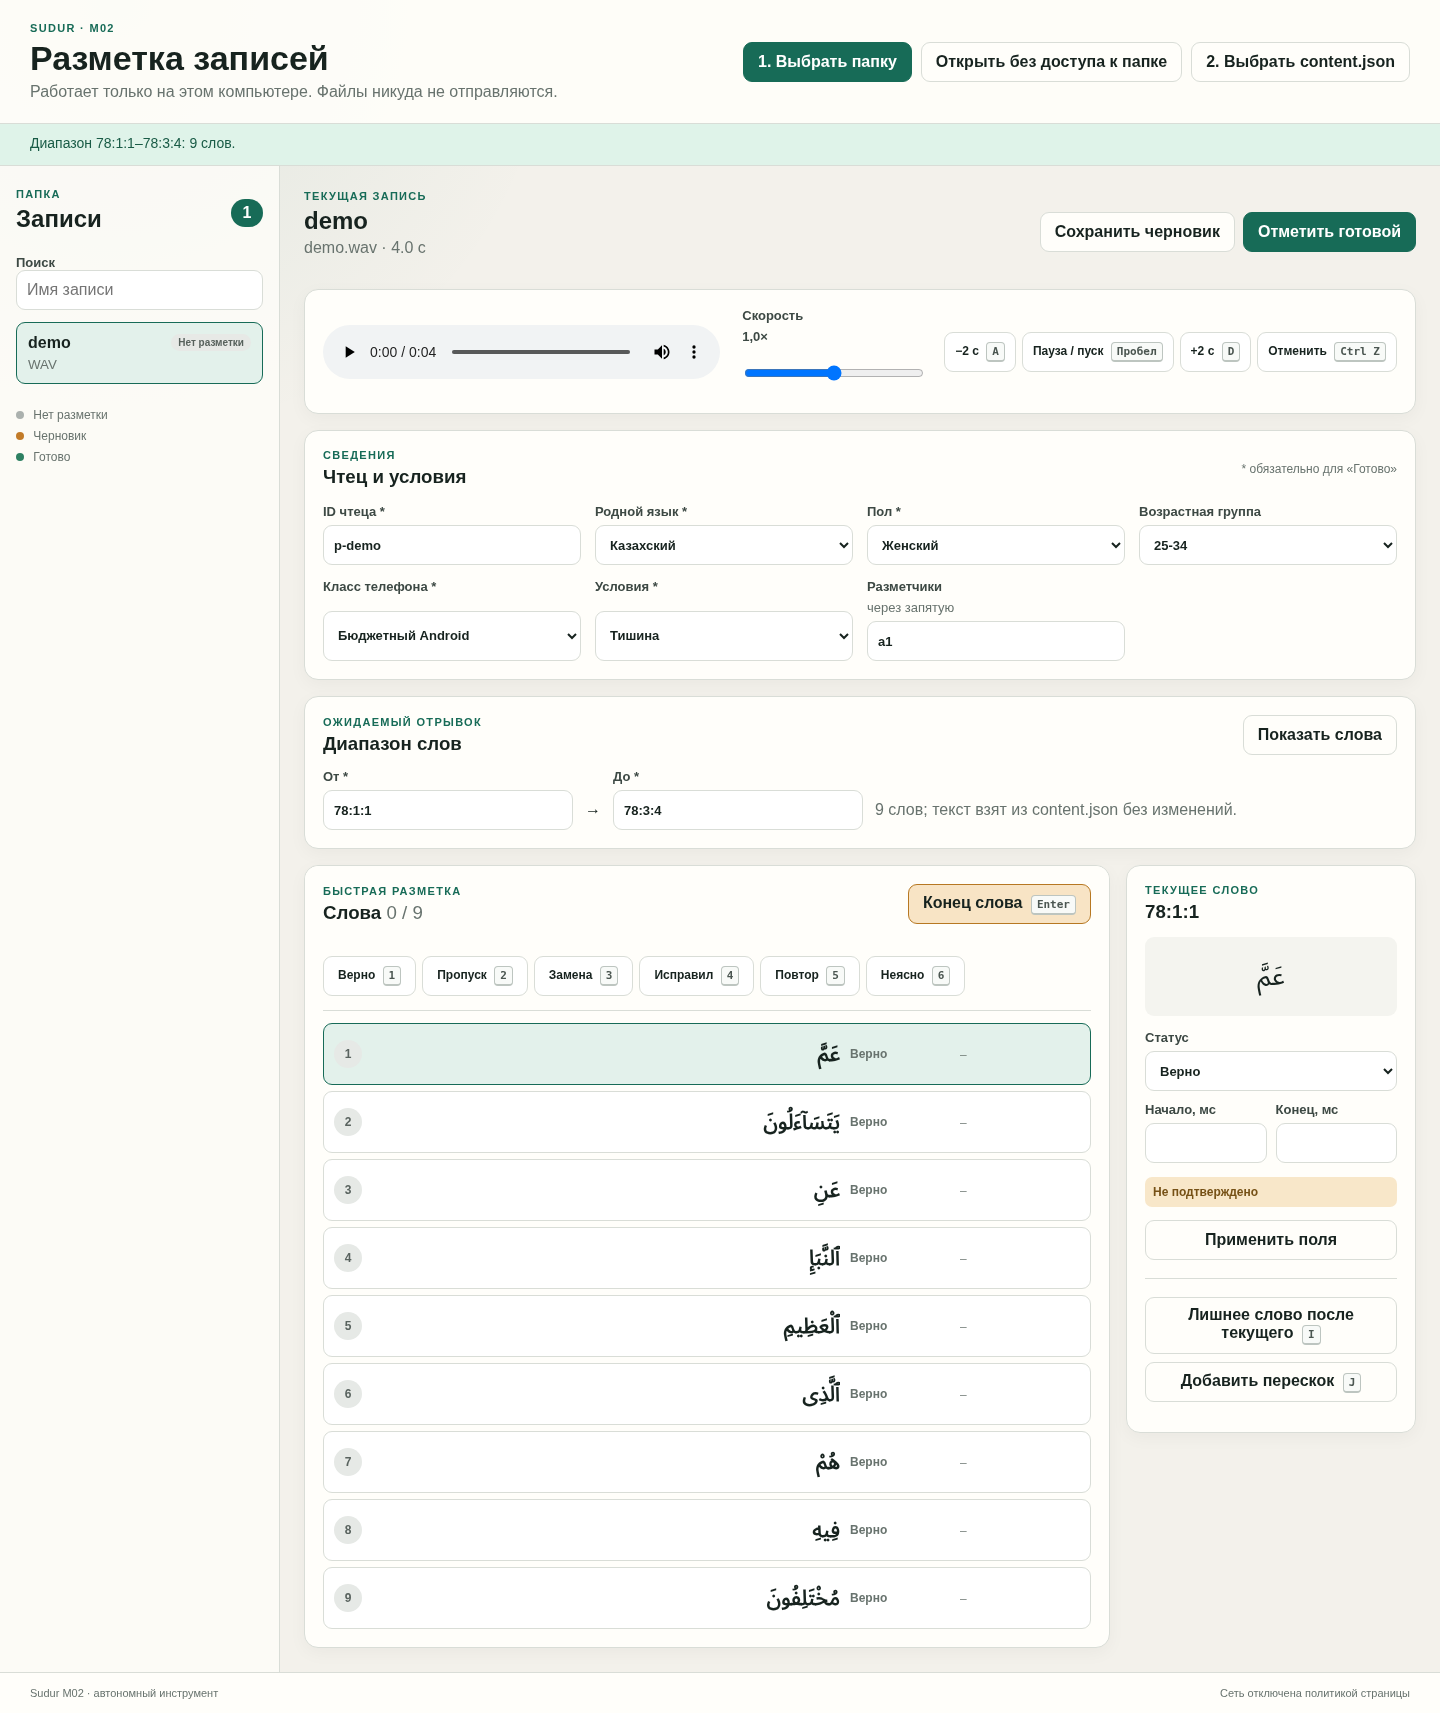 SUDUR · M02
Разметка записей
Работает только на этом компьютере. Файлы никуда не отправляются.
1. Выбрать папку
Открыть без доступа к папке
2. Выбрать content.json
Диапазон 78:1:1–78:3:4: 9 слов.
ПАПКА
Записи
1
Поиск
Имя записи
demo
Нет разметки
WAV
Нет разметки
Черновик
Готово
ТЕКУЩАЯ ЗАПИСЬ
demo
demo.wav · 4.0 с
Сохранить черновик
Отметить готовой
0:00 / 0:04
Скорость
1,0×
−2 с A
Пауза / пуск Пробел
+2 с D
Отменить Ctrl Z
СВЕДЕНИЯ
Чтец и условия
* обязательно для «Готово»
ID чтеца *
Родной язык *
Пол *
Возрастная группа
p-demo
Казахский
Женский
25-34
Класс телефона *
Условия *
Разметчики
через запятую
Бюджетный Android
Тишина
a1
ОЖИДАЕМЫЙ ОТРЫВОК
Диапазон слов
Показать слова
От *
До *
78:1:1
→
78:3:4
9 слов; текст взят из content.json без изменений.
БЫСТРАЯ РАЗМЕТКА
Слова 0 / 9
Конец слова Enter
Верно 1
Пропуск 2
Замена 3
Исправил 4
Повтор 5
Неясно 6
1 عَمَّ Верно –
2 يَتَسَآءَلُونَ Верно –
3 عَنِ Верно –
4 ٱلنَّبَإِ Верно –
5 ٱلْعَظِيمِ Верно –
6 ٱلَّذِى Верно –
7 هُمْ Верно –
8 فِيهِ Верно –
9 مُخْتَلِفُونَ Верно –
ТЕКУЩЕЕ СЛОВО
78:1:1
عَمَّ
Статус
Верно
Начало, мс
Конец, мс
Не подтверждено
Применить поля
Лишнее слово после
текущего I
Добавить перескок J
Sudur M02 · автономный инструмент
Сеть отключена политикой страницы